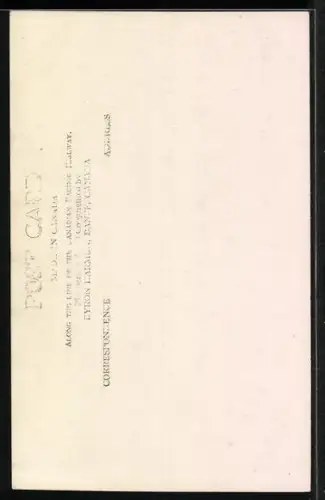 POST CARD
MADE IN CANADA
ALONG THE LINE OF THE CANADIAN PACIFIC RAILWAY.
BYRON HARMON, BANFF, CANADA
CORRESPONDENCE
ADDRESS